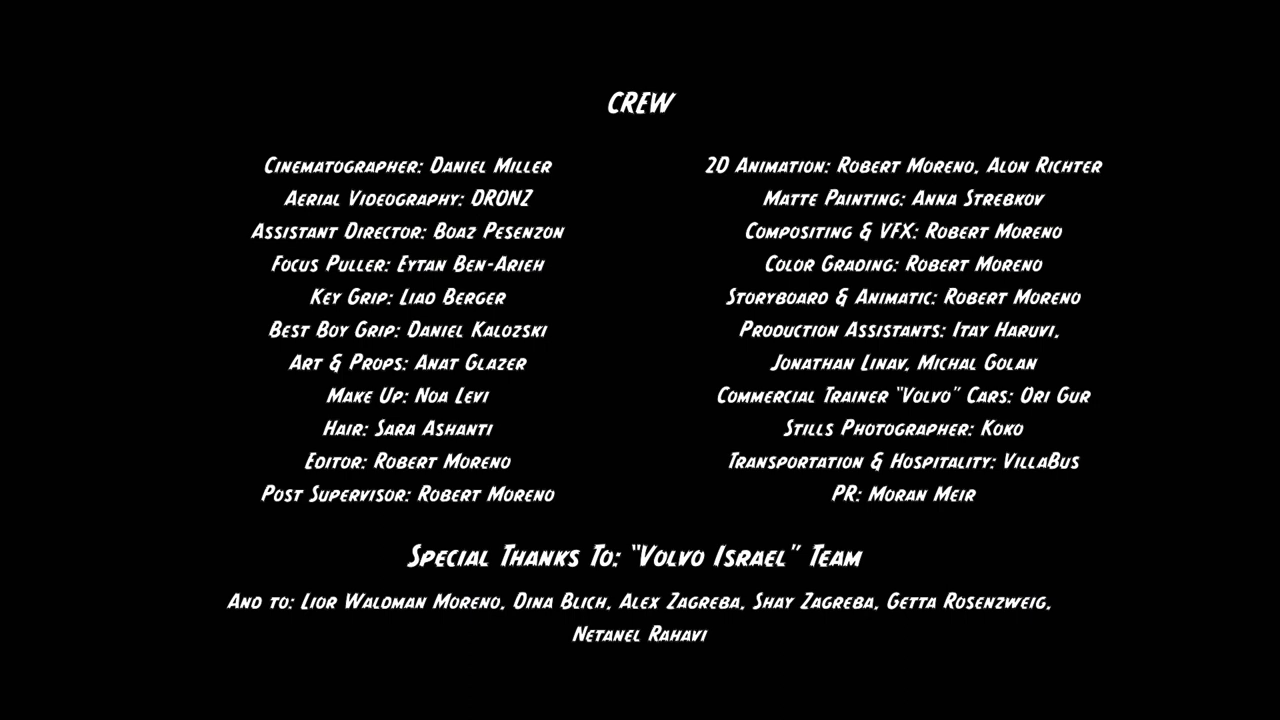 CREW
Cinematographer: Daniel Miller
Aerial Videography: DRONZ
Assistant Director: Boaz Pesenzon
Focus Puller: Eytan Ben-Arieh
Key Grip: Liad Berger
Best Boy Grip: Daniel Kalozski
Art & Props: Anat Glazer
Make Up: Noa Levi
Hair: Sara Ashanti
Editor: Robert Moreno
Post Supervisor: Robert Moreno
2D Animation: Robert Moreno, Alon Richter
Matte Painting: Anna Strebkov
Compositing & VFX: Robert Moreno
Color Grading: Robert Moreno
Storyboard & Animatic: Robert Moreno
Production Assistants: Itay Haruvi,
Jonathan Linav, Michal Golan
Commercial Trainer "Volvo" Cars: Ori Gur
Stills Photographer: Koko
Transportation & Hospitality: VillaBus
PR: Moran Meir
Special Thanks To: "Volvo Israel" Team
And to: Lior Waldman Moreno, Dina Blich, Alex Zagreba, Shay Zagreba, Getta Rosenzweig,
Netanel Rahavi